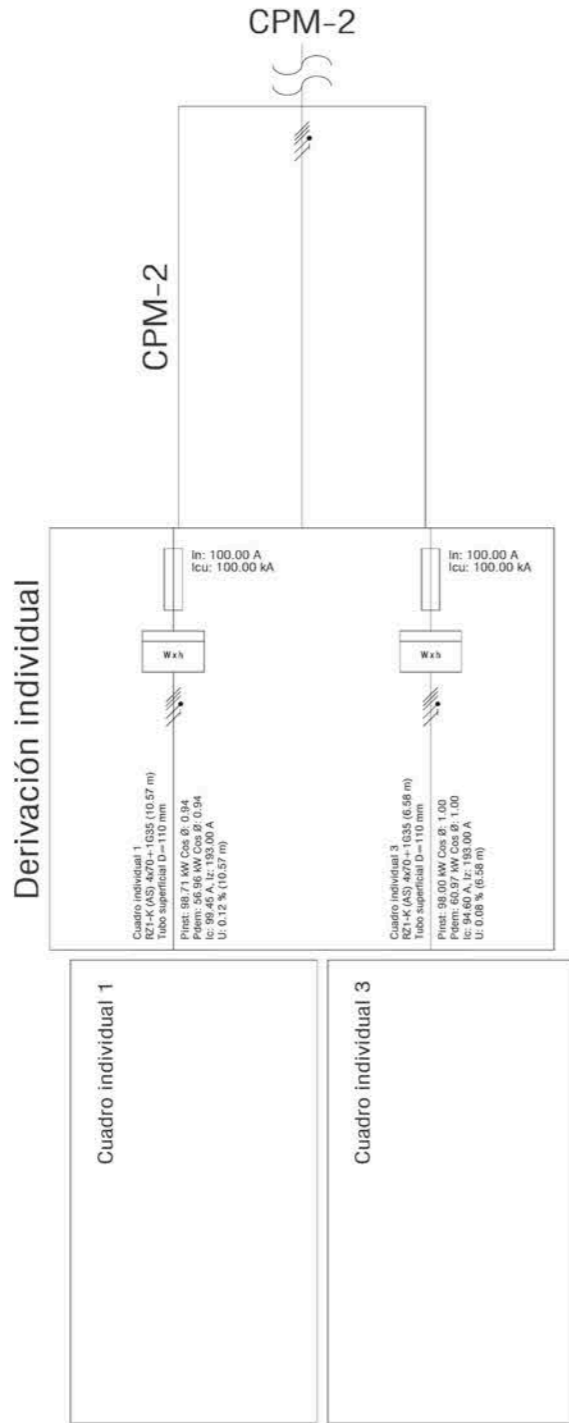 CPM-2
CPM-2
Derivación individual
In: 100.00 A
Icu: 100.00 kA
In: 100.00 A
Icu: 100.00 kA
Wxh
Wxh
Cuadro individual 1
RZ1-K (AS) 4x70+1G35 (10.57 m)
Tubo superficial D=110 mm
Pinst: 98.71 kW Cos Ø: 0.94
Pdem: 56.96 kW Cos Ø: 0.94
Ic: 99.45 A, Iz: 193.00 A
U: 0.12 % (10.57 m)
Cuadro individual 3
RZ1-K (AS) 4x70+1G35 (6.58 m)
Tubo superficial D=110 mm
Pinst: 98.00 kW Cos Ø: 1.00
Pdem: 60.97 kW Cos Ø: 1.00
Ic: 94.60 A, Iz: 193.00 A
U: 0.08 % (6.58 m)
Cuadro individual 1
Cuadro individual 3